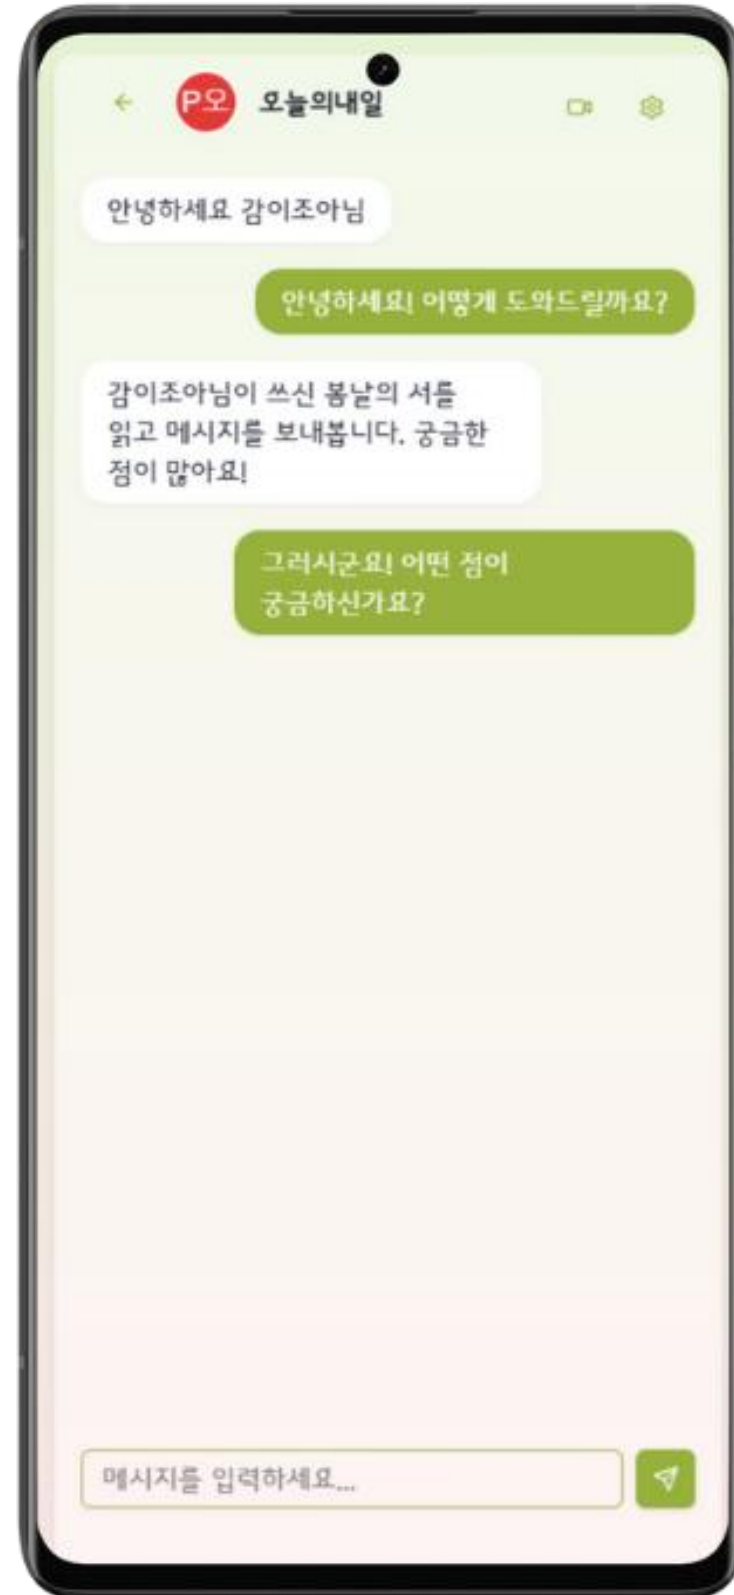 P오 오늘의내일
안녕하세요 감이조아님
안녕하세요! 어떻게 도와드릴까요?
감이조아님이 쓰신 봄날의 서를
읽고 메시지를 보내봅니다. 궁금한
점이 많아요!
그러시군요! 어떤 점이
궁금하신가요?
메시지를 입력하세요...